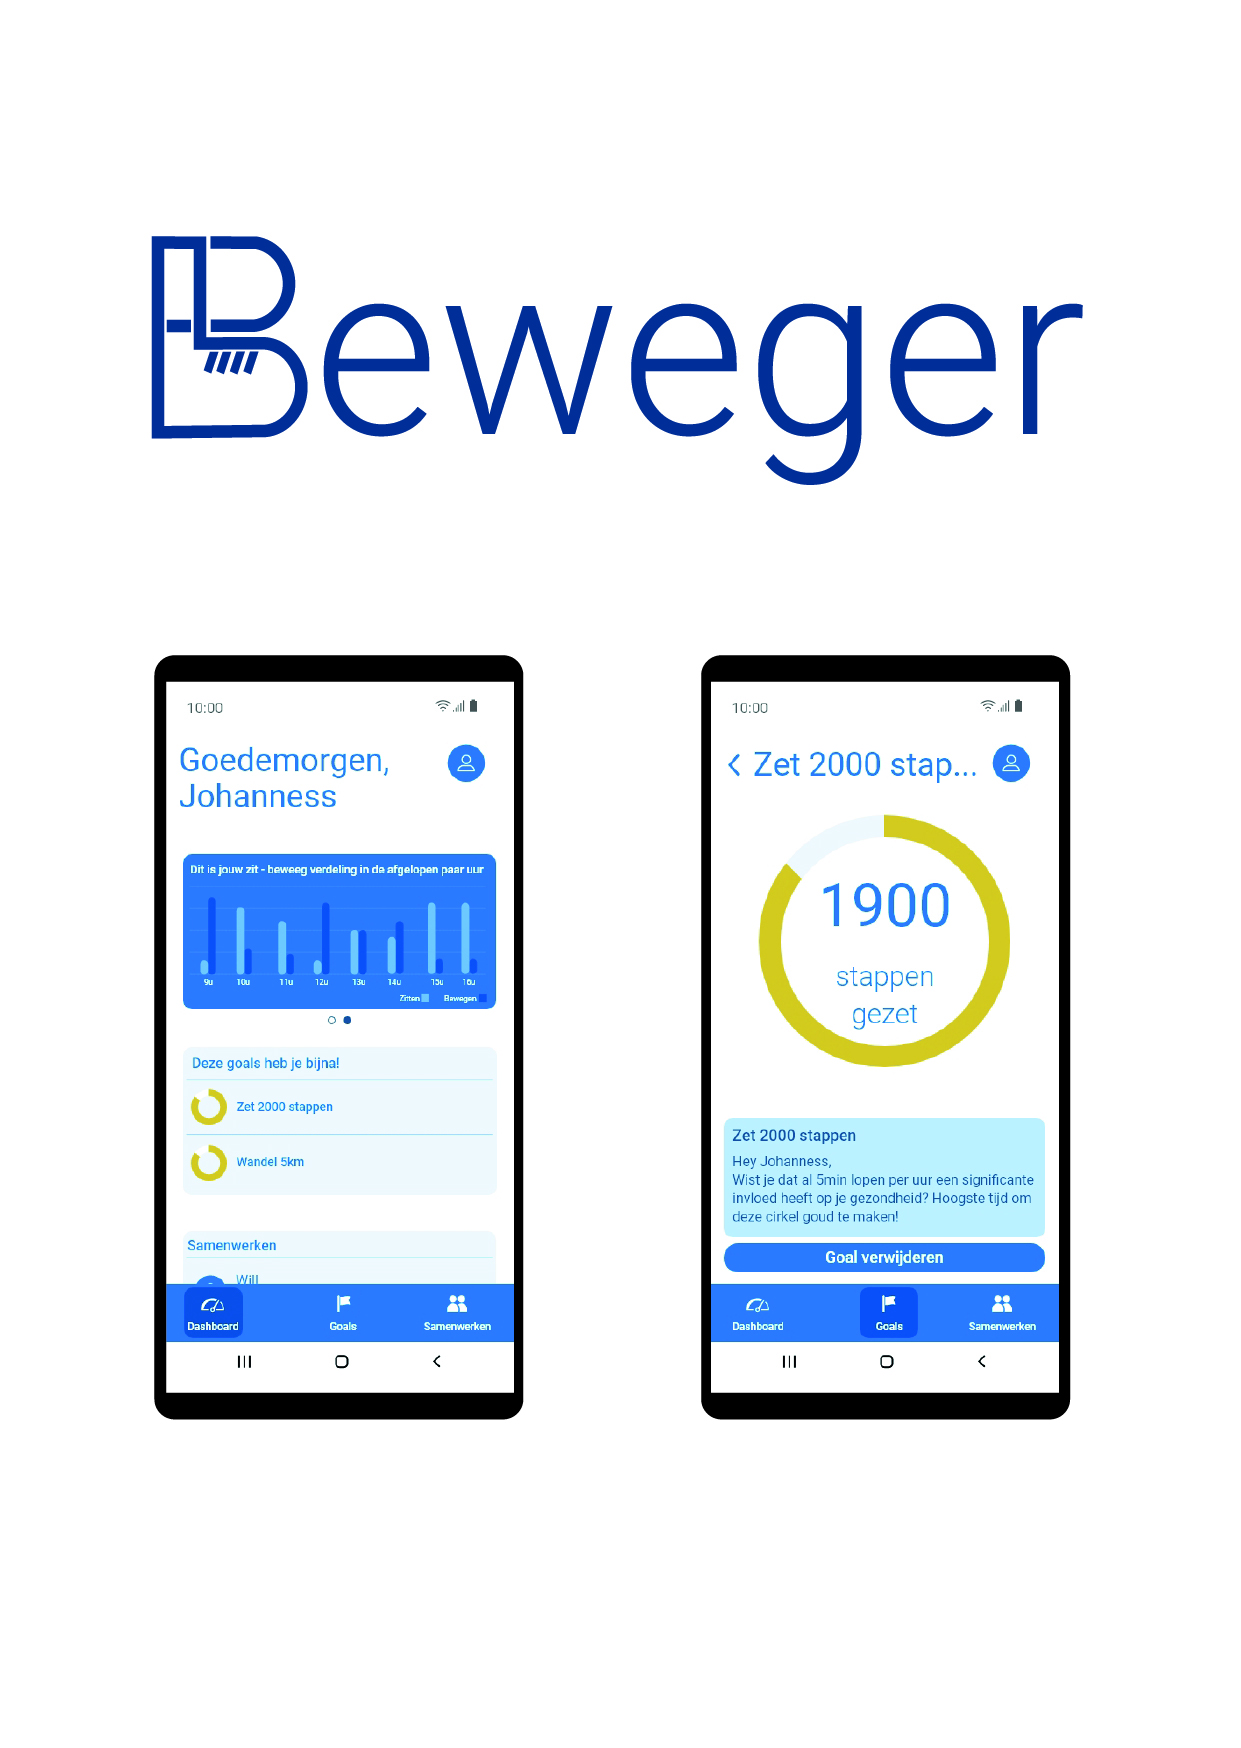 Beweger
10:00
Goedemorgen,
Johanness
Dit is jouw zit - beweeg verdeling in de afgelopen paar uur
9u 10u 11u 12u 13u 14u 15u 16u
Zitten Bewegen
Deze goals heb je bijna!
Zet 2000 stappen
Wandel 5km
Samenwerken
Will
Dashboard Goals Samenwerken
10:00
Zet 2000 stap...
1900
stappen
gezet
Zet 2000 stappen
Hey Johanness,
Wist je dat al 5min lopen per uur een significante
invloed heeft op je gezondheid? Hoogste tijd om
deze cirkel goud te maken!
Goal verwijderen
Dashboard Goals Samenwerken